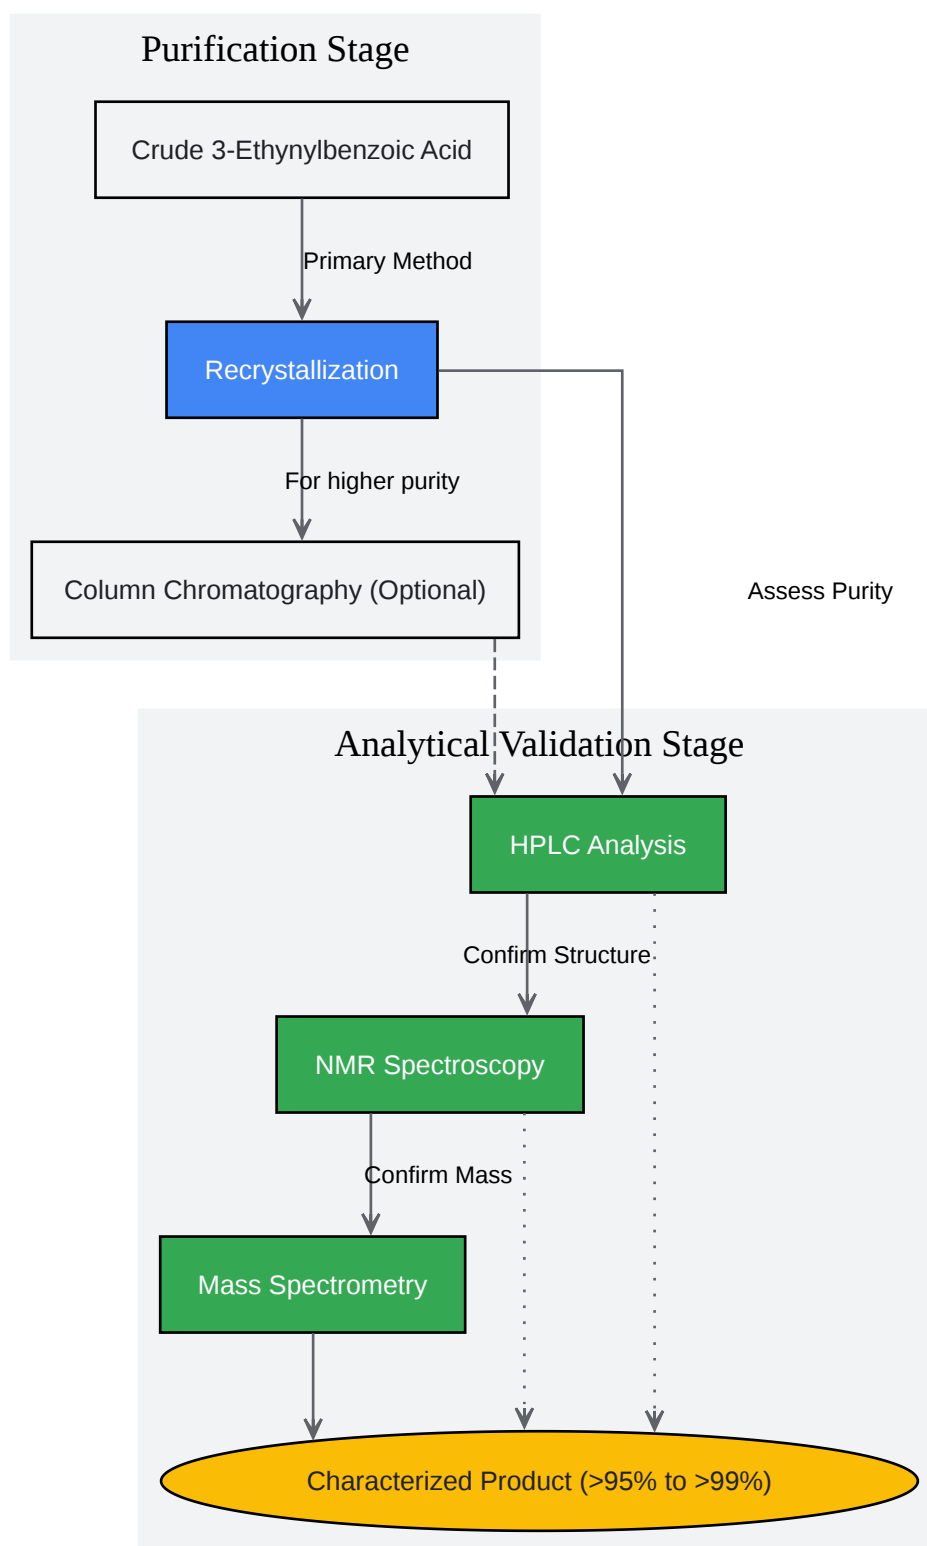 Purification Stage
Crude 3-Ethynylbenzoic Acid
Primary Method
Recrystallization
For higher purity
Column Chromatography (Optional)
Assess Purity
Analytical Validation Stage
HPLC Analysis
Confirm Structure
NMR Spectroscopy
Confirm Mass
Mass Spectrometry
Characterized Product (>95% to >99%)